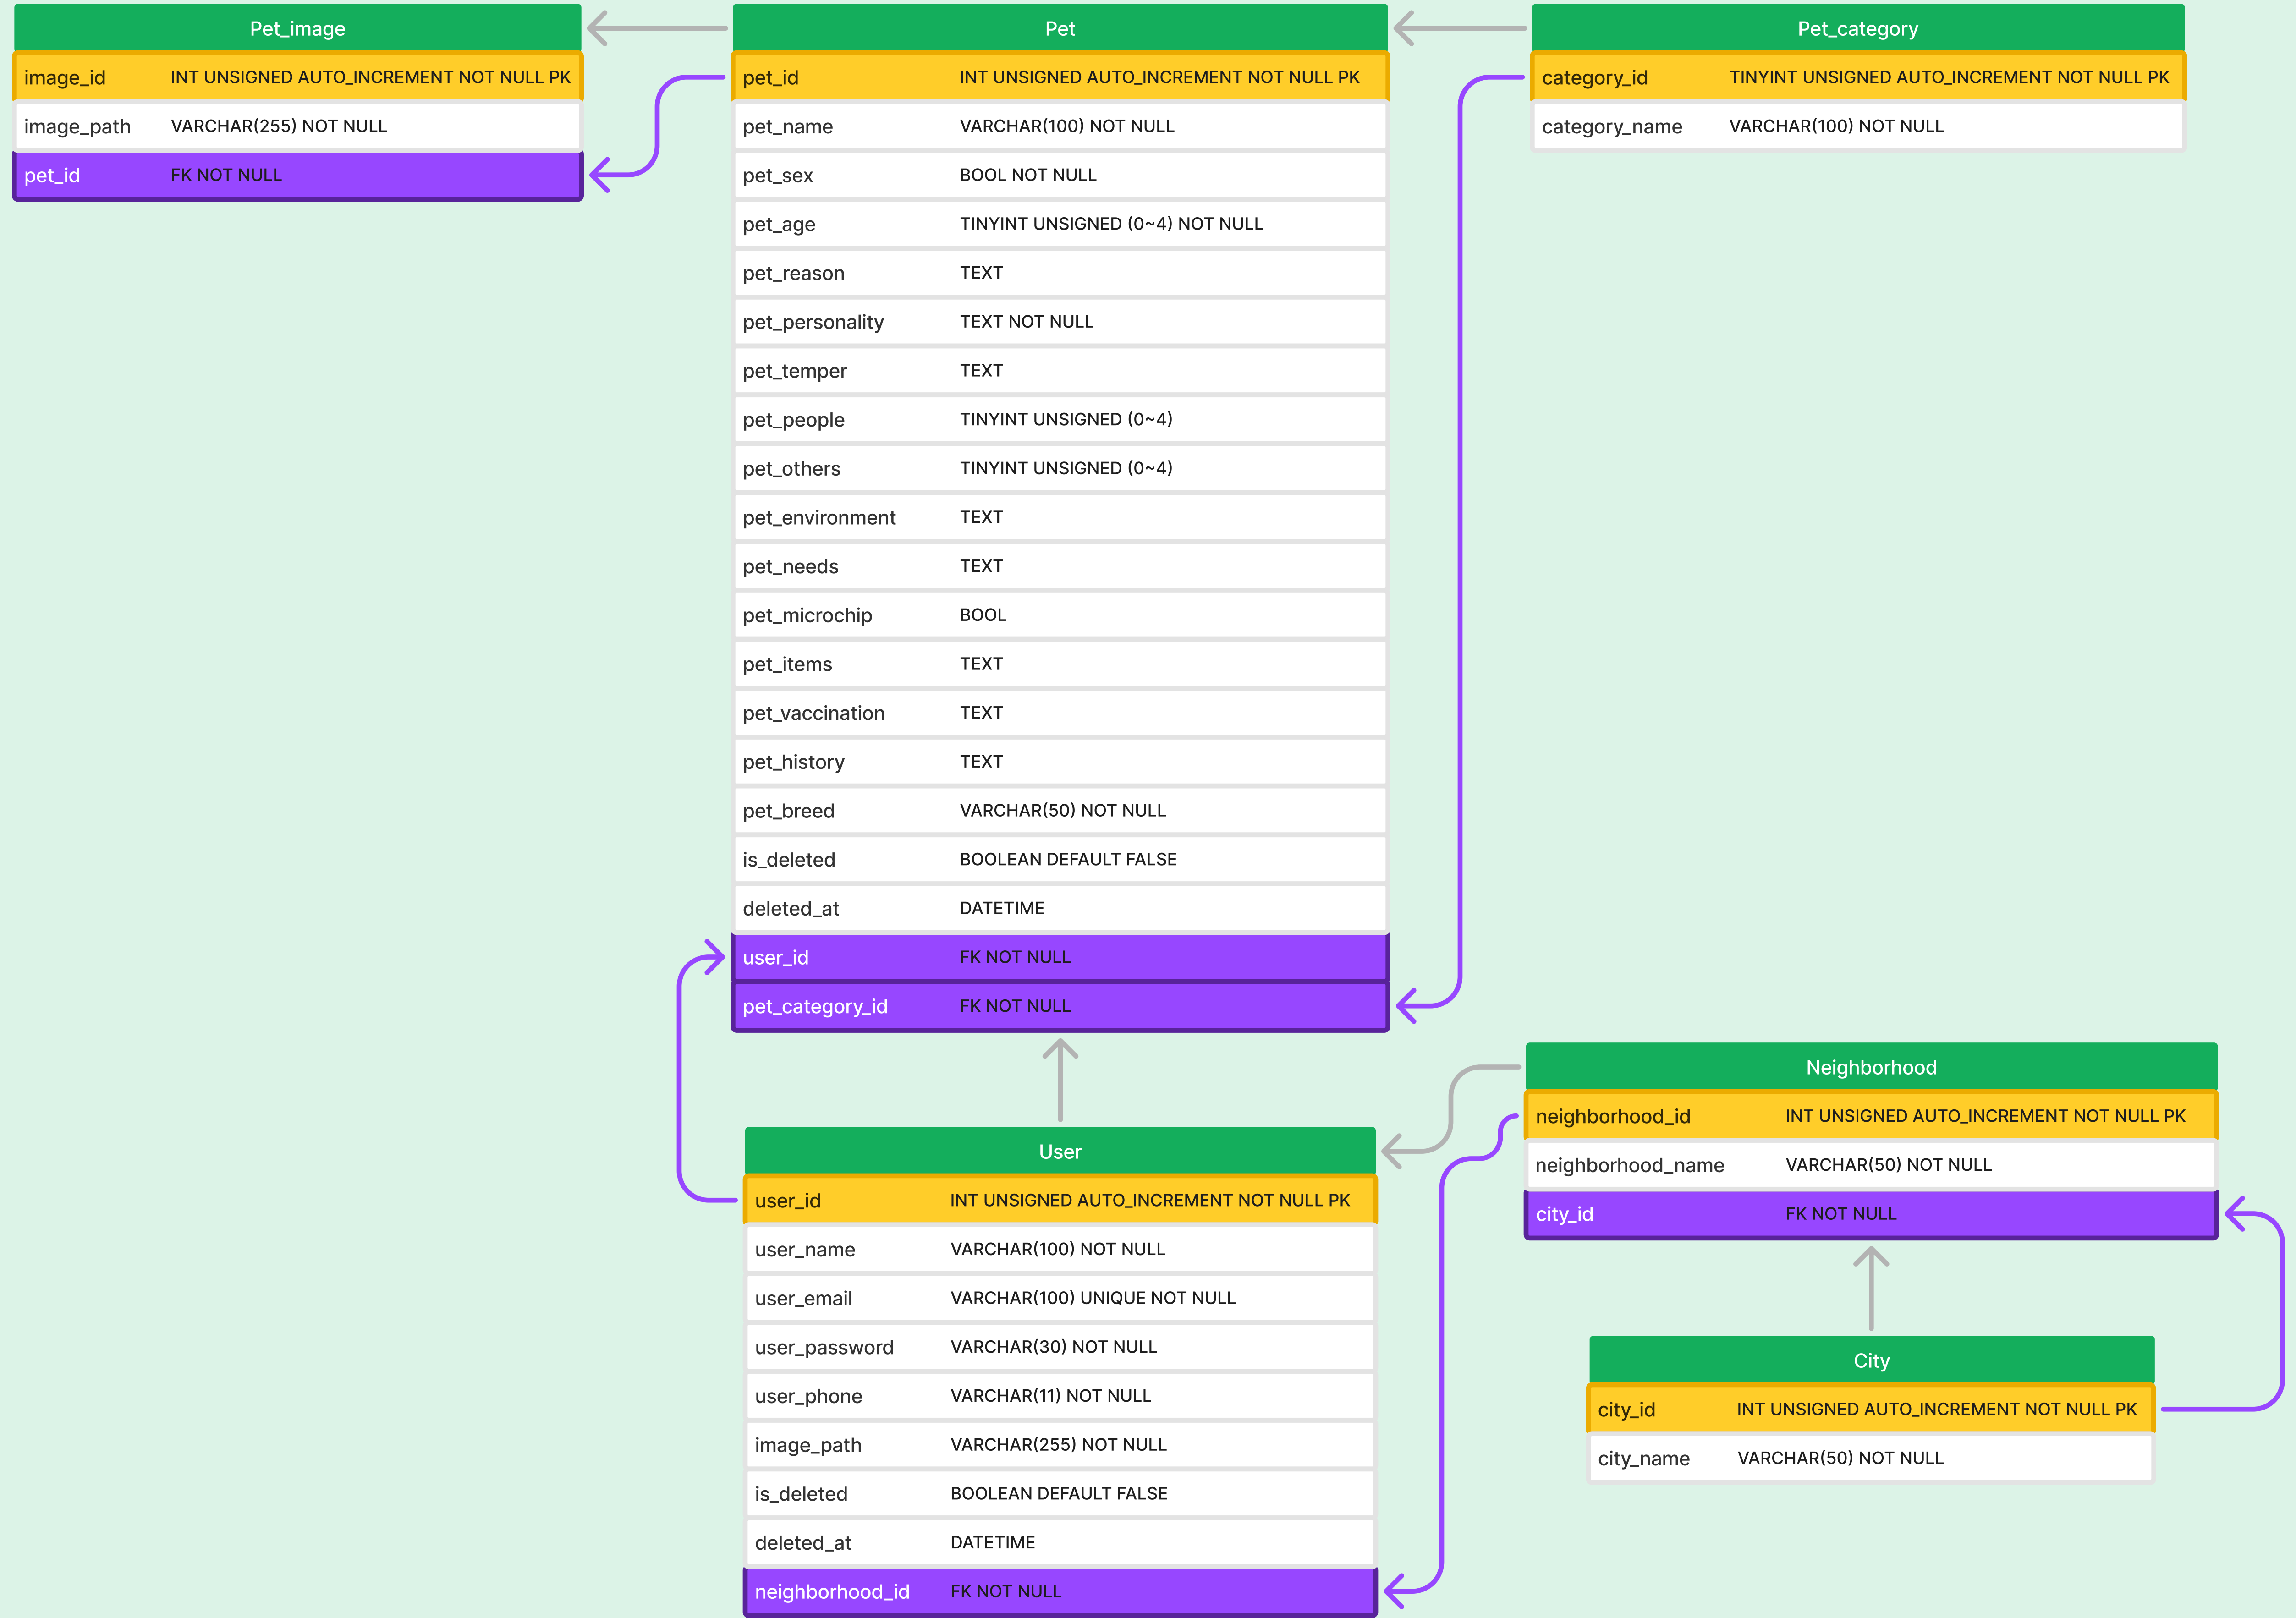 Pet_image
image_id INT UNSIGNED AUTO_INCREMENT NOT NULL PK
image_path VARCHAR(255) NOT NULL
pet_id FK NOT NULL
Pet
pet_id INT UNSIGNED AUTO_INCREMENT NOT NULL PK
pet_name VARCHAR(100) NOT NULL
pet_sex BOOL NOT NULL
pet_age TINYINT UNSIGNED (0~4) NOT NULL
pet_reason TEXT
pet_personality TEXT NOT NULL
pet_temper TEXT
pet_people TINYINT UNSIGNED (0~4)
pet_others TINYINT UNSIGNED (0~4)
pet_environment TEXT
pet_needs TEXT
pet_microchip BOOL
pet_items TEXT
pet_vaccination TEXT
pet_history TEXT
pet_breed VARCHAR(50) NOT NULL
is_deleted BOOLEAN DEFAULT FALSE
deleted_at DATETIME
user_id FK NOT NULL
pet_category_id FK NOT NULL
Pet_category
category_id TINYINT UNSIGNED AUTO_INCREMENT NOT NULL PK
category_name VARCHAR(100) NOT NULL
User
user_id INT UNSIGNED AUTO_INCREMENT NOT NULL PK
user_name VARCHAR(100) NOT NULL
user_email VARCHAR(100) UNIQUE NOT NULL
user_password VARCHAR(30) NOT NULL
user_phone VARCHAR(11) NOT NULL
image_path VARCHAR(255) NOT NULL
is_deleted BOOLEAN DEFAULT FALSE
deleted_at DATETIME
neighborhood_id FK NOT NULL
Neighborhood
neighborhood_id INT UNSIGNED AUTO_INCREMENT NOT NULL PK
neighborhood_name VARCHAR(50) NOT NULL
city_id FK NOT NULL
City
city_id INT UNSIGNED AUTO_INCREMENT NOT NULL PK
city_name VARCHAR(50) NOT NULL